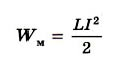 Wм = LI²/2